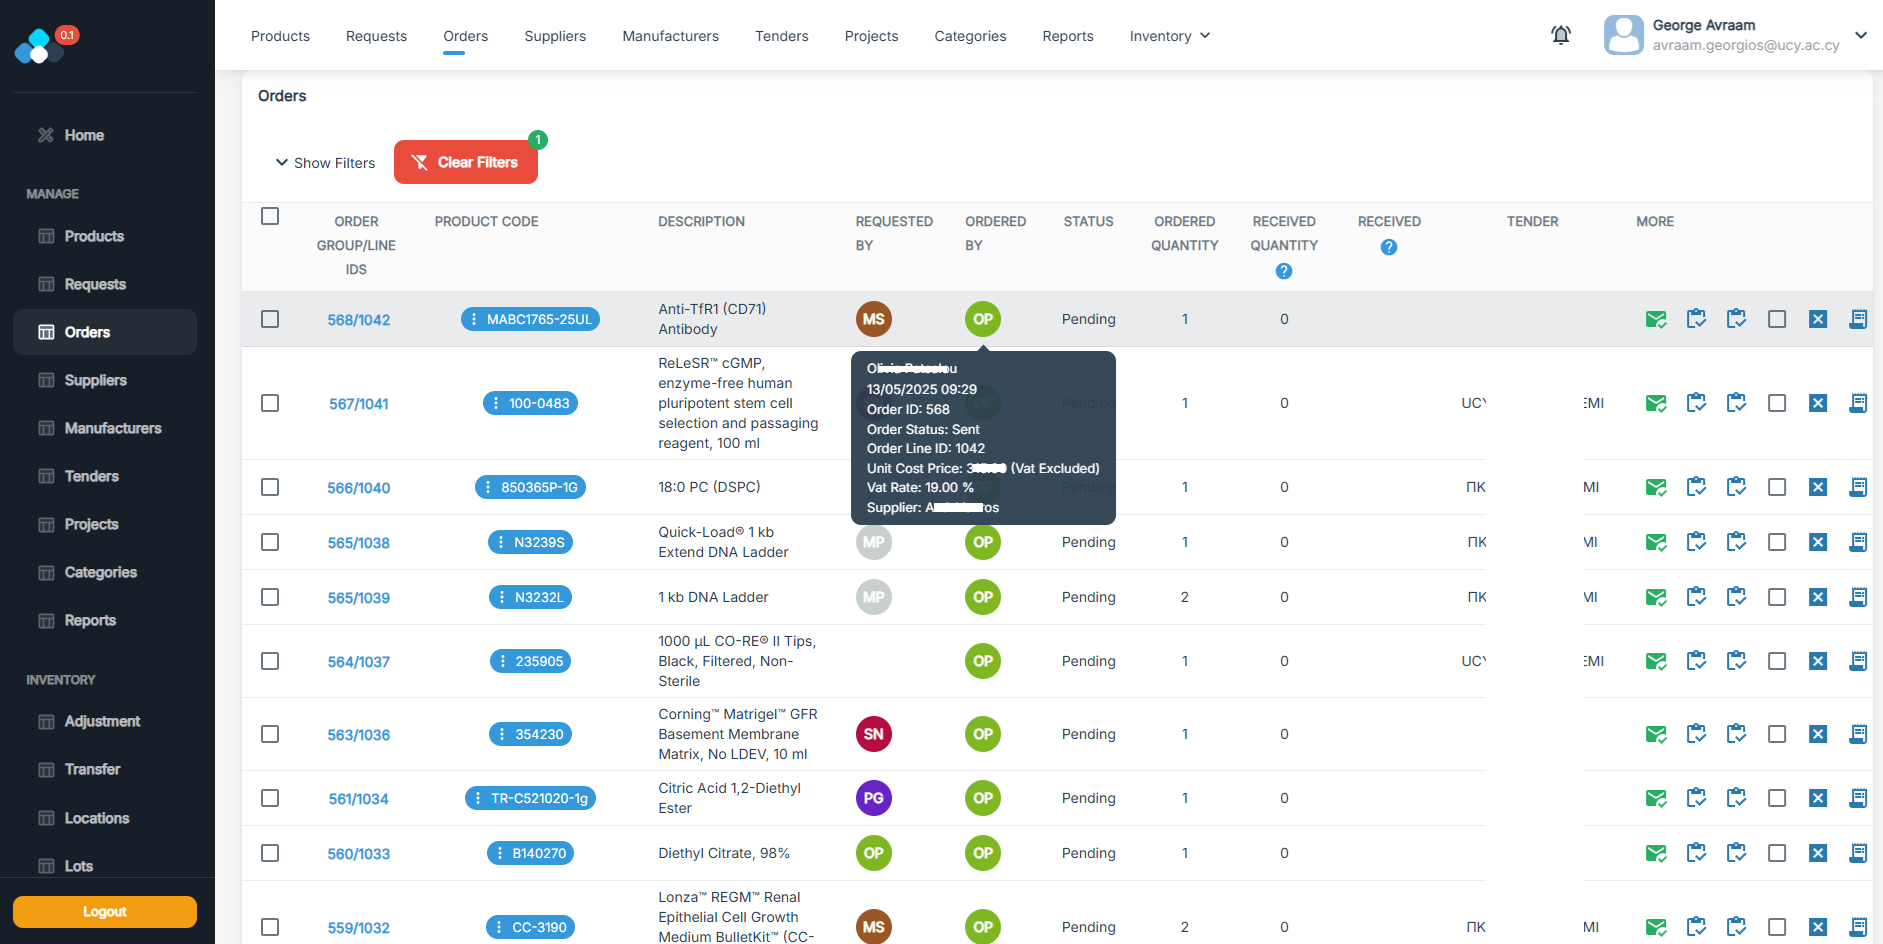 0.1
Products Requests Orders Suppliers Manufacturers Tenders Projects Categories Reports Inventory
George Avraam
avraam.georgios@ucy.ac.cy
Home
MANAGE
Products
Requests
Orders
Suppliers
Manufacturers
Tenders
Projects
Categories
Reports
INVENTORY
Adjustment
Transfer
Locations
Lots
Logout
Orders
Show Filters
Clear Filters
1
ORDER GROUP/LINE IDS PRODUCT CODE DESCRIPTION REQUESTED BY ORDERED BY STATUS ORDERED QUANTITY RECEIVED QUANTITY ? RECEIVED ? TENDER MORE
568/1042 MABC1765-25UL Anti-TfR1 (CD71) MS OP Pending 1 0
Antibody
Order ID: 568
13/05/2025 09:29
Order Status: Sent
Order Line ID: 1042
Unit Cost Price: (Vat Excluded)
Vat Rate: 19.00 %
Supplier:
ReLeSR™ cGMP,
enzyme-free human
567/1041 100-0483 pluripotent stem cell Pending 1 0 UCY EMI
selection and passaging
reagent, 100 ml
566/1040 850365P-1G 18:0 PC (DSPC) Pending 1 0 ΠΚ MI
565/1038 N3239S Quick-Load® 1 kb MP OP Pending 1 0 ΠΚ MI
Extend DNA Ladder
565/1039 N3232L 1 kb DNA Ladder MP OP Pending 2 0 ΠΚ MI
1000 µL CO-RE® II Tips,
564/1037 235905 Black, Filtered, Non- OP Pending 1 0 UCY EMI
Sterile
Corning™ Matrigel™ GFR
563/1036 354230 Basement Membrane SN OP Pending 1 0
Matrix, No LDEV, 10 ml
561/1034 TR-C521020-1g Citric Acid 1,2-Diethyl PG OP Pending 1 0
Ester
560/1033 B140270 Diethyl Citrate, 98% OP OP Pending 1 0
Lonza™ REGM™ Renal
559/1032 CC-3190 Epithelial Cell Growth MS OP Pending 2 0 ΠΚ MI
Medium BulletKit™ (CC-